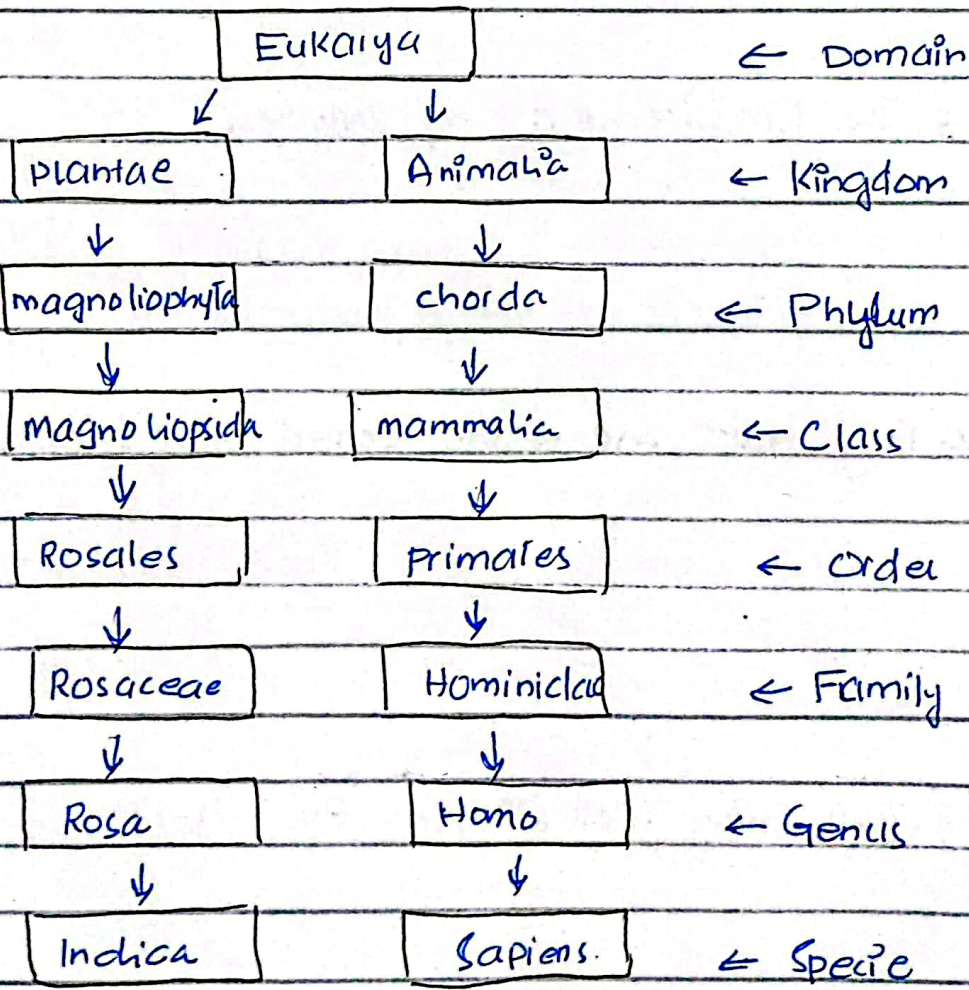 Eukarya ← Domain
Plantae Animalia ← Kingdom
magnoliophyta chorda ← Phylum
magnoliopsida mammalia ← Class
Rosales primates ← Order
Rosaceae Hominidae ← Family
Rosa Homo ← Genus
Indica Sapiens. ← Specie